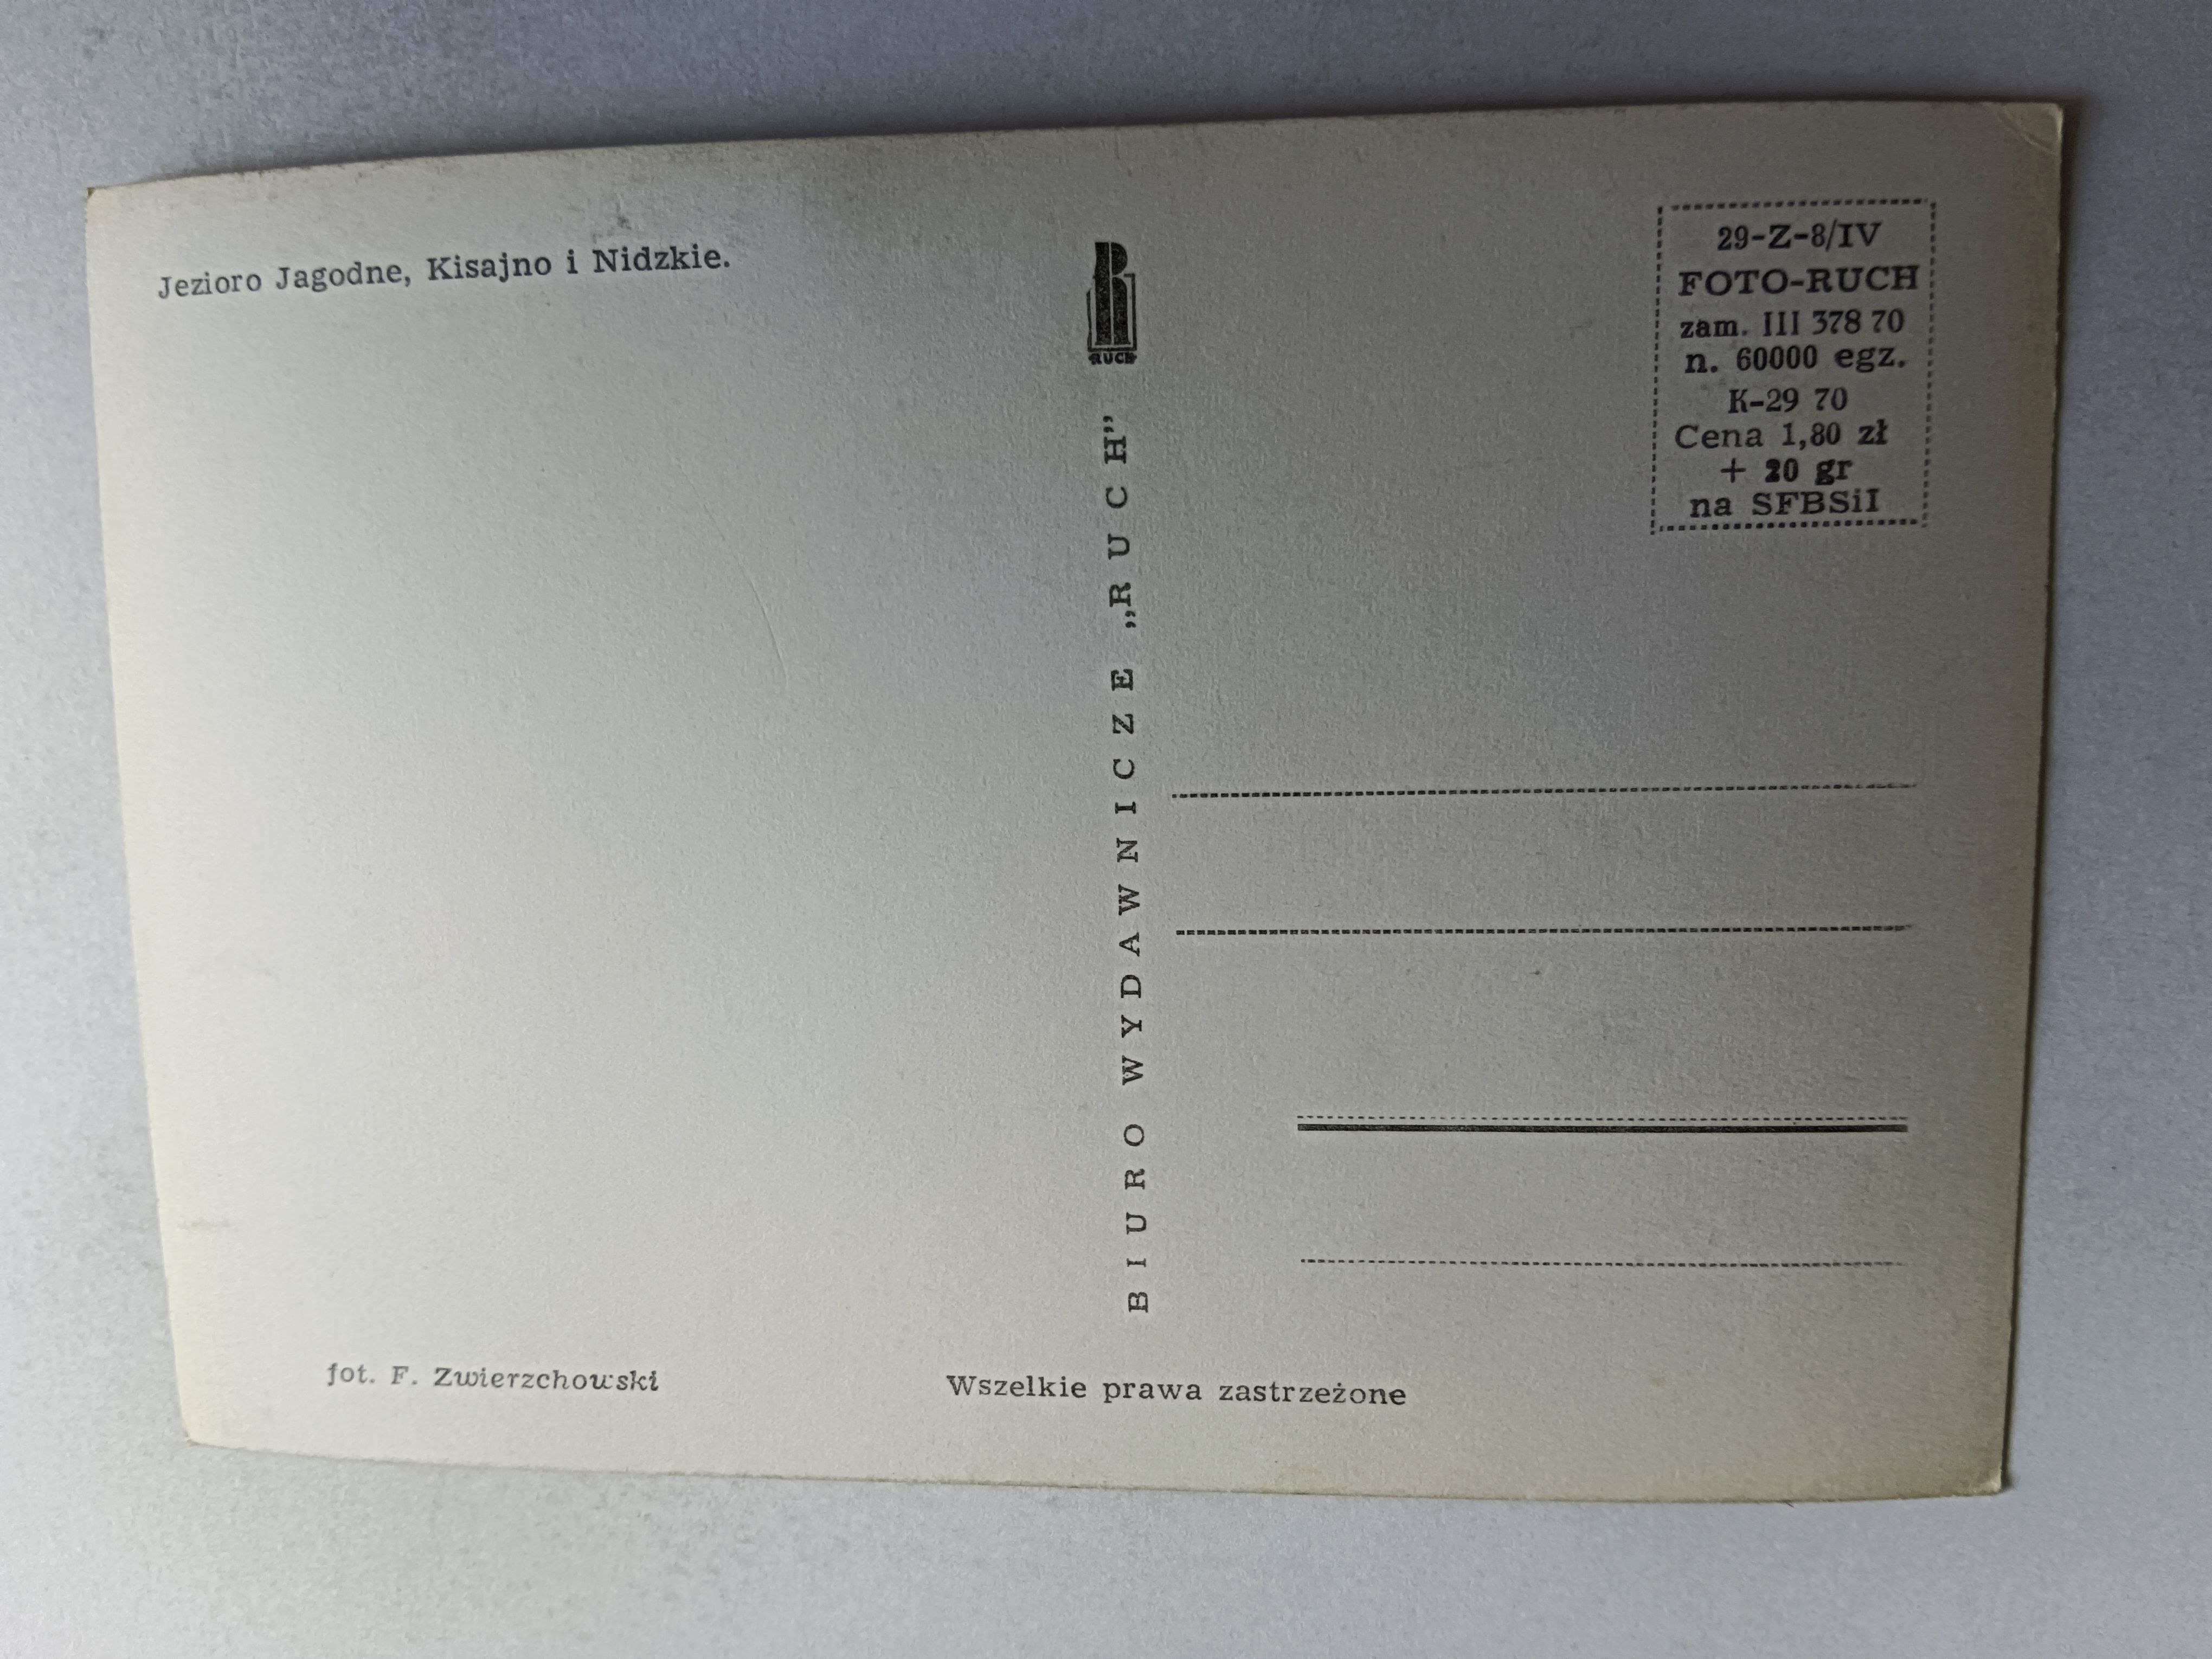 Jezioro Jagodne, Kisajno i Nidzkie.
RUCH
BIURO WYDAWNICZE „RUCH”
29-Z-8/IV
FOTO-RUCH
zam. III 378 70
n. 60000 egz.
K-29 70
Cena 1,80 zł
+ 20 gr
na SFBSiI
fot. F. Zwierzchowski
Wszelkie prawa zastrzeżone